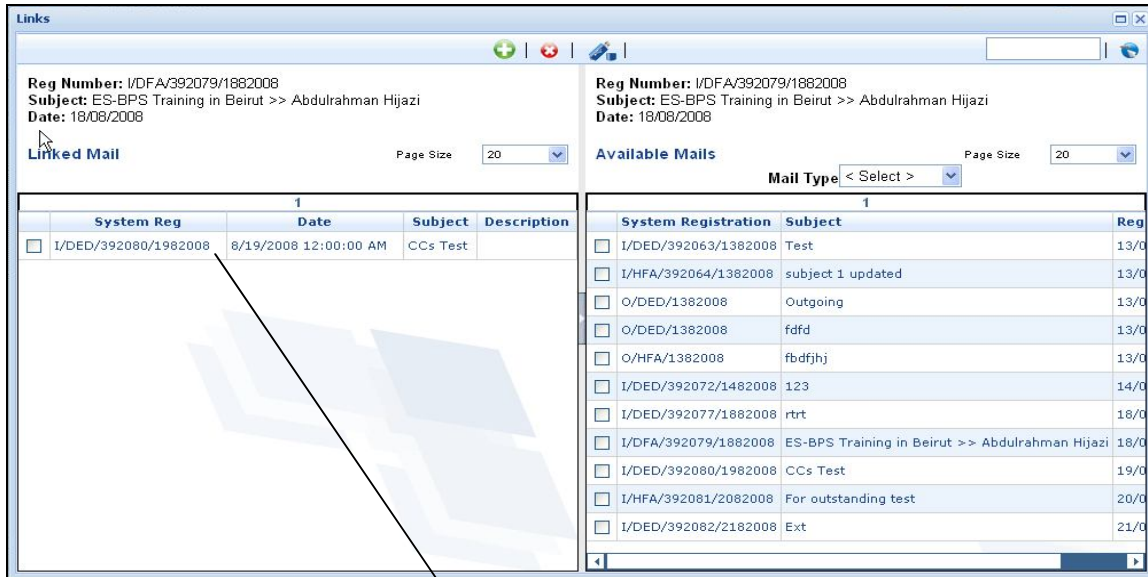 Links
Reg Number: I/DFA/392079/1882008
Subject: ES-BPS Training in Beirut >> Abdulrahman Hijazi
Date: 18/08/2008
Linked Mail
Page Size 20
1
System Reg Date Subject Description
I/DED/392080/1982008 8/19/2008 12:00:00 AM CCs Test
Reg Number: I/DFA/392079/1882008
Subject: ES-BPS Training in Beirut >> Abdulrahman Hijazi
Date: 18/08/2008
Available Mails
Page Size 20
Mail Type < Select >
1
System Registration Subject Reg
I/DED/392063/1382008 Test 13/0
I/HFA/392064/1382008 subject 1 updated 13/0
O/DED/1382008 Outgoing 13/0
O/DED/1382008 fdfd 13/0
O/HFA/1382008 fbdfjhj 13/0
I/DED/392072/1482008 123 14/0
I/DED/392077/1882008 rtrt 18/0
I/DFA/392079/1882008 ES-BPS Training in Beirut >> Abdulrahman Hijazi 18/0
I/DED/392080/1982008 CCs Test 19/0
I/HFA/392081/2082008 For outstanding test 20/0
I/DED/392082/2182008 Ext 21/0